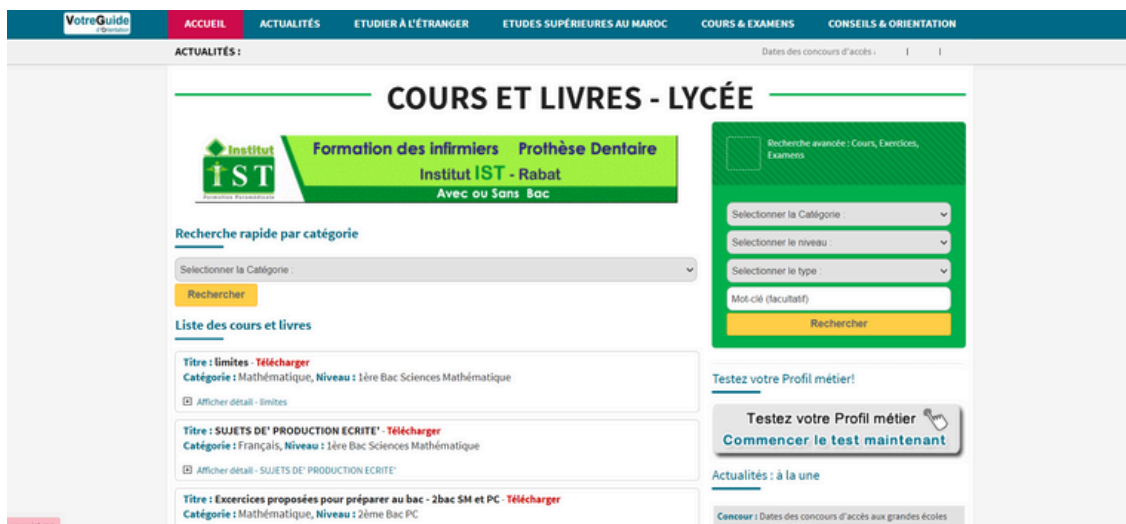 VotreGuide
d'Orientation
ACCUEIL
ACTUALITÉS
ETUDIER À L'ÉTRANGER
ETUDES SUPÉRIEURES AU MAROC
COURS & EXAMENS
CONSEILS & ORIENTATION
ACTUALITÉS :
Dates des concours d'accès
COURS ET LIVRES - LYCÉE
Institut
iST
Formation Paramédicale
Formation des infirmiers Prothèse Dentaire
Institut IST - Rabat
Avec ou Sans Bac
Recherche rapide par catégorie
Selectionner la Catégorie :
Rechercher
Liste des cours et livres
Titre : limites - Télécharger
Catégorie : Mathématique, Niveau : 1ère Bac Sciences Mathématique
Afficher détail - limites
Titre : SUJETS DE' PRODUCTION ECRITE' - Télécharger
Catégorie : Français, Niveau : 1ère Bac Sciences Mathématique
Afficher détail - SUJETS DE' PRODUCTION ECRITE'
Titre : Excercices proposées pour préparer au bac - 2bac SM et PC - Télécharger
Catégorie : Mathématique, Niveau : 2ème Bac PC
Recherche avancée : Cours, Exercices,
Examens
Selectionner la Catégorie :
Selectionner le niveau :
Selectionner le type :
Mot-clé (facultatif)
Rechercher
Testez votre Profil métier!
Testez votre Profil métier
Commencer le test maintenant
Actualités : à la une
Concour : Dates des concours d'accès aux grandes écoles